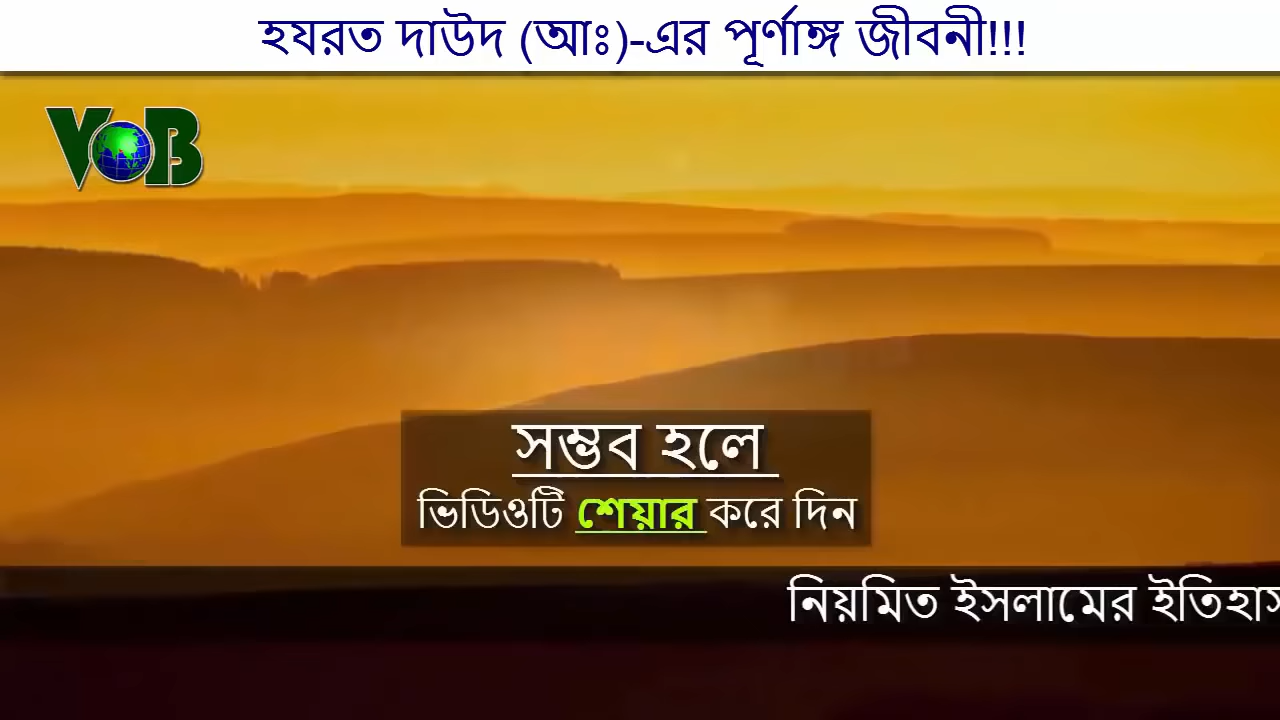 হযরত দাউদ (আঃ)-এর পূর্ণাঙ্গ জীবনী!!!
VOB
সম্ভব হলে
ভিডিওটি শেয়ার করে দিন
নিয়মিত ইসলামের